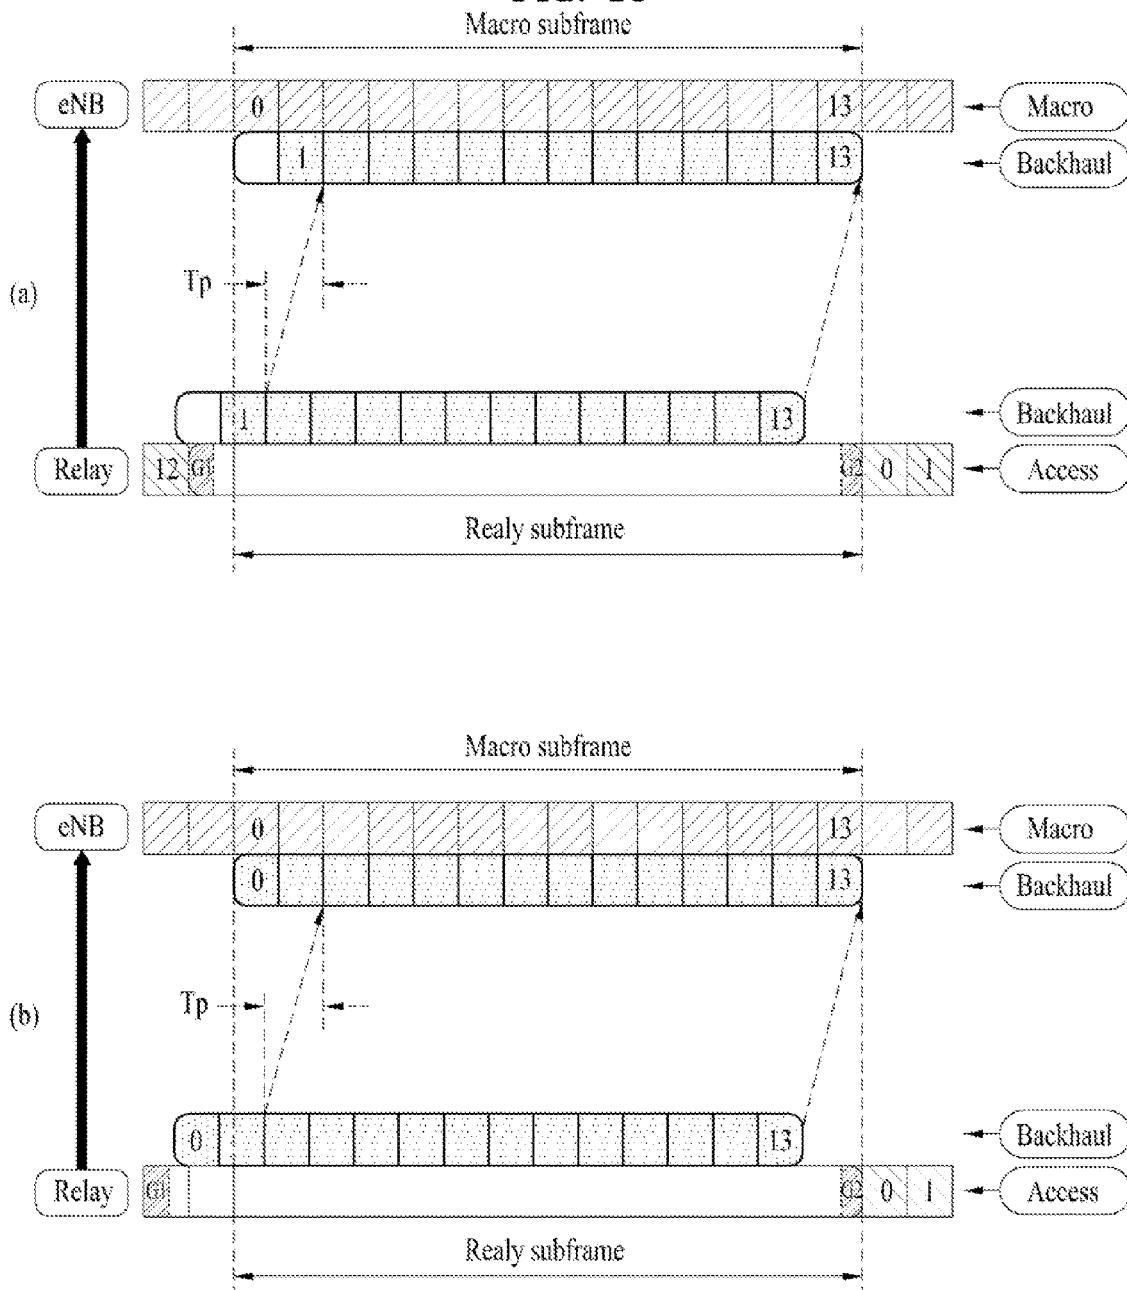 Macro subframe
eNB 0 13 Macro
1 13 Backhaul
Tp
(a)
1 13 Backhaul
Relay 12 G1 G2 0 1 Access
Realy subframe
Macro subframe
eNB 0 13 Macro
0 13 Backhaul
Tp
(b)
0 13 Backhaul
Relay G1 G2 0 1 Access
Realy subframe